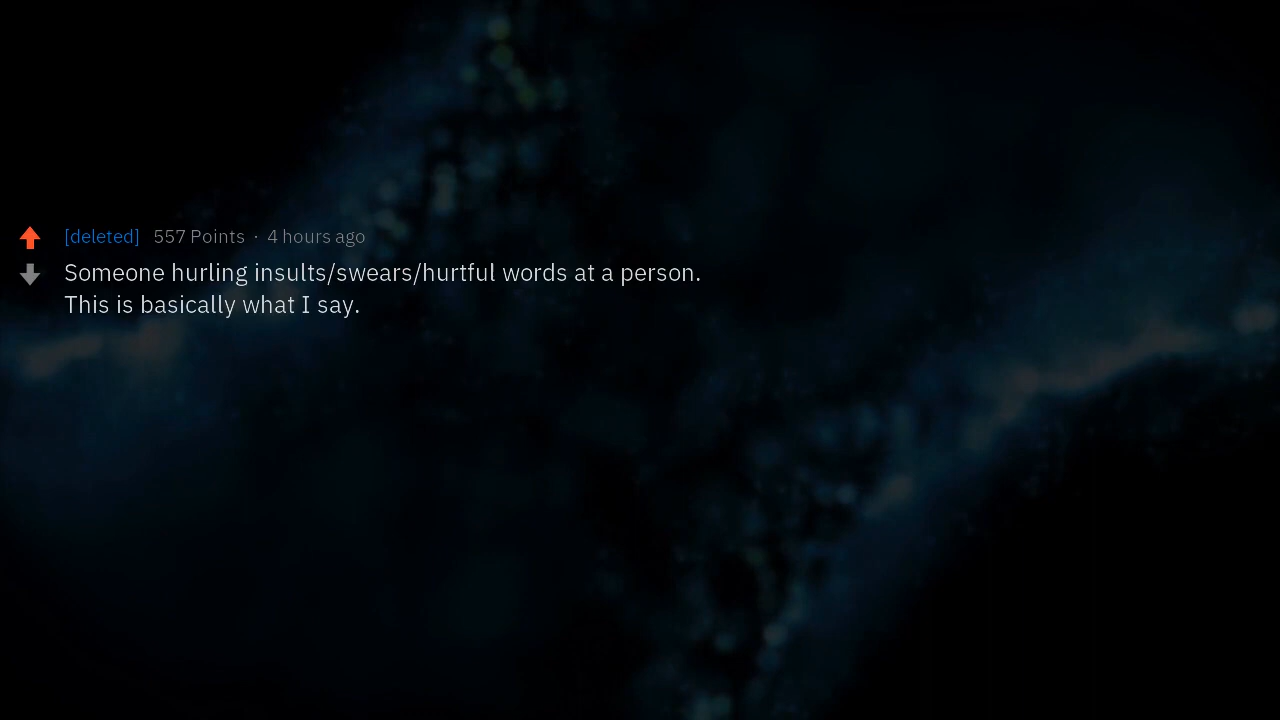 [deleted] 557 Points · 4 hours ago
Someone hurling insults/swears/hurtful words at a person.
This is basically what I say.